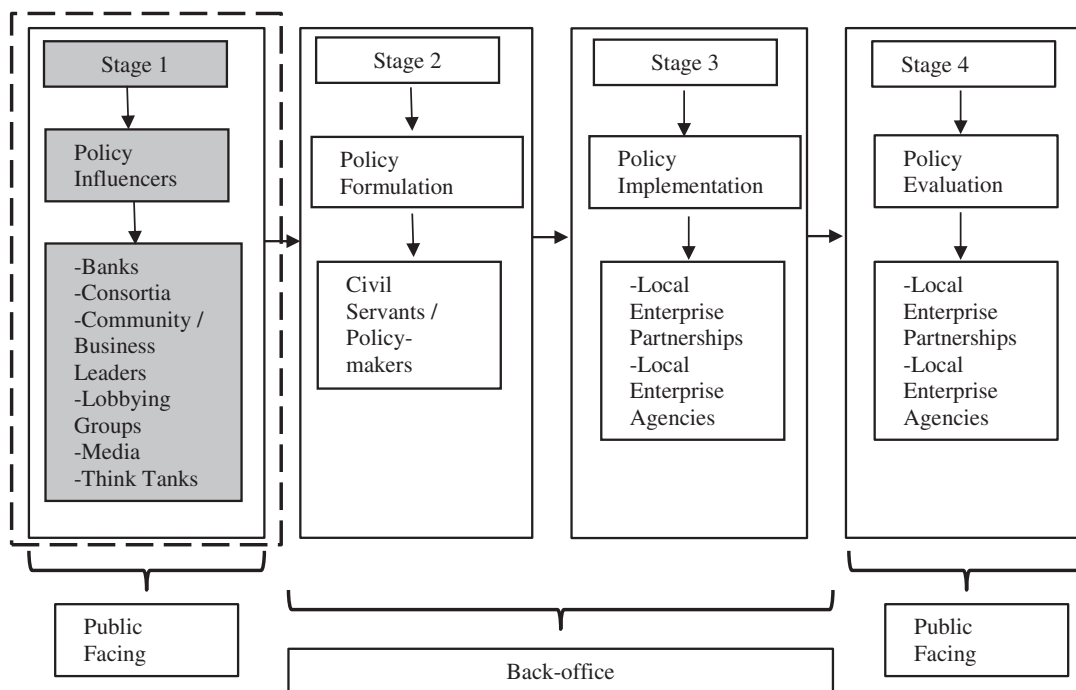 Stage 1
Policy
Influencers
-Banks
-Consortia
-Community /
Business
Leaders
-Lobbying
Groups
-Media
-Think Tanks
Public
Facing
Stage 2
Policy
Formulation
Civil
Servants /
Policy-
makers
Stage 3
Policy
Implementation
-Local
Enterprise
Partnerships
-Local
Enterprise
Agencies
Back-office
Stage 4
Policy
Evaluation
-Local
Enterprise
Partnerships
-Local
Enterprise
Agencies
Public
Facing